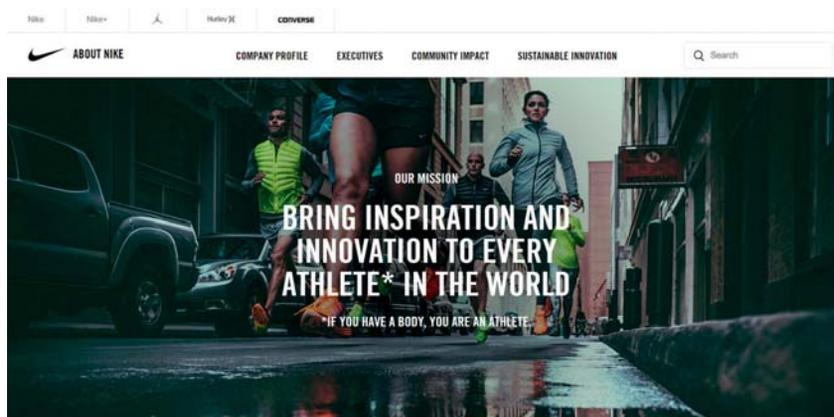 Nike
Nike+
Hurley
CONVERSE
ABOUT NIKE
COMPANY PROFILE
EXECUTIVES
COMMUNITY IMPACT
SUSTAINABLE INNOVATION
Search
OUR MISSION
BRING INSPIRATION AND
INNOVATION TO EVERY
ATHLETE* IN THE WORLD
*IF YOU HAVE A BODY, YOU ARE AN ATHLETE.